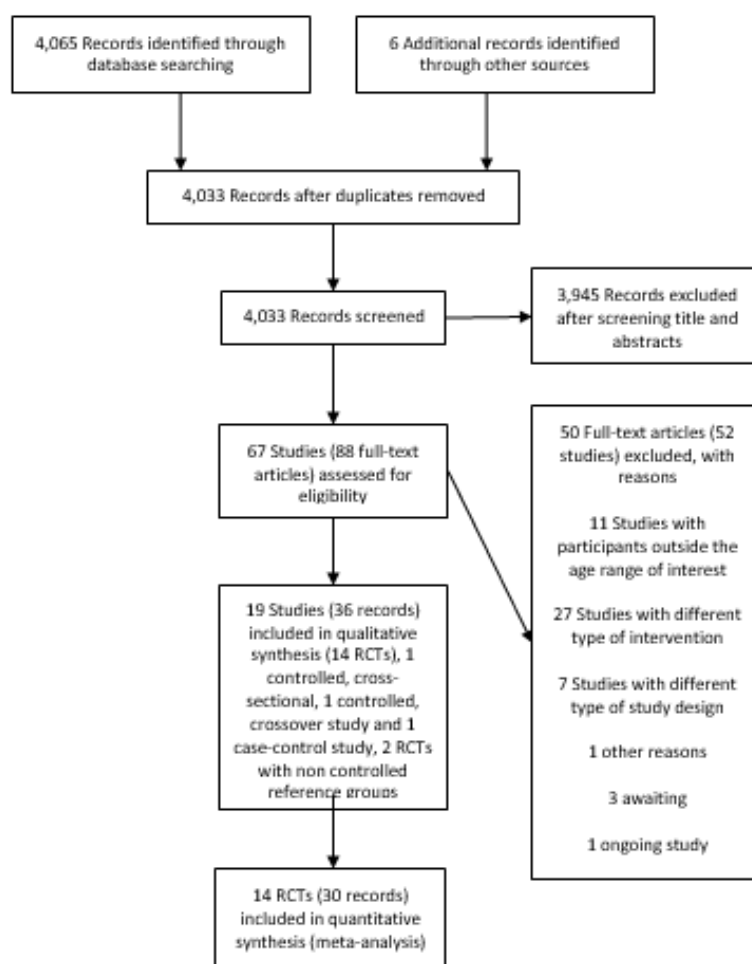 4,065 Records identified through
database searching
6 Additional records identified
through other sources
4,033 Records after duplicates removed
4,033 Records screened
3,945 Records excluded
after screening title and
abstracts
67 Studies (88 full-text
articles) assessed for
eligibility
50 Full-text articles (52
studies) excluded, with
reasons
11 Studies with
participants outside the
age range of interest
27 Studies with different
type of intervention
7 Studies with different
type of study design
1 other reasons
3 awaiting
1 ongoing study
19 Studies (36 records)
included in qualitative
synthesis (14 RCTs), 1
controlled, cross-
sectional, 1 controlled,
crossover study and 1
case-control study, 2 RCTs
with non controlled
reference groups
14 RCTs (30 records)
included in quantitative
synthesis (meta-analysis)